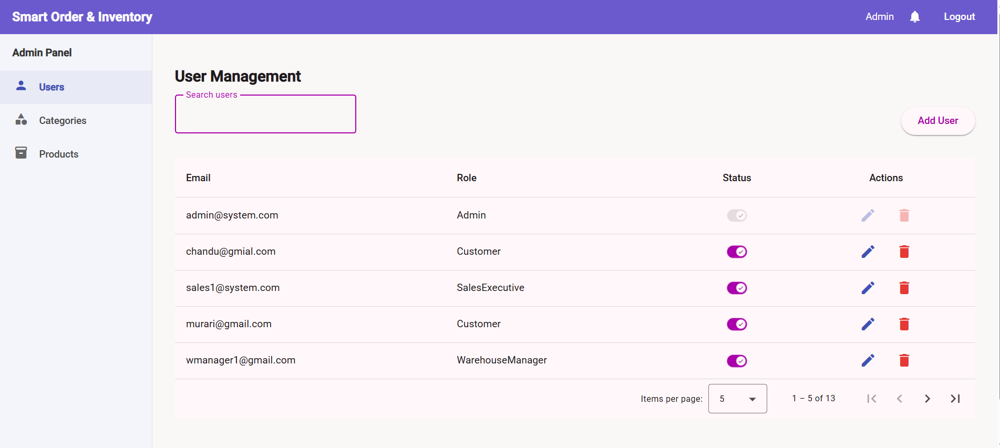 Smart Order & Inventory
Admin
Logout
Admin Panel
Users
Categories
Products
User Management
Search users
Add User
Email Role Status Actions
admin@system.com Admin
chandu@gmial.com Customer
sales1@system.com SalesExecutive
murari@gmail.com Customer
wmanager1@gmail.com WarehouseManager
Items per page: 5 1 – 5 of 13